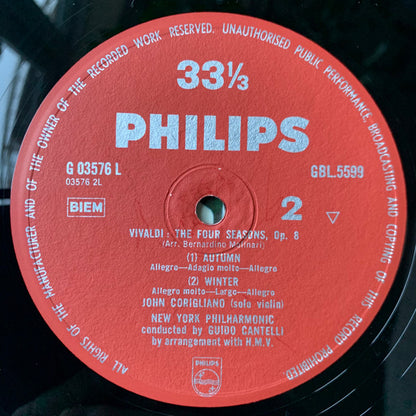 ALL RIGHTS OF THE MANUFACTURER AND OF THE OWNER OF THE RECORDED WORK RESERVED. UNAUTHORISED PUBLIC PERFORMANCE, BROADCASTING AND COPYING OF THIS RECORD PROHIBITED
33⅓
PHILIPS
G 03576 L
GBL.5599
03576 2L
BIEM
2
VIVALDI: THE FOUR SEASONS, Op. 8
(Arr. Bernardino Molinari)
(1) AUTUMN
Allegro—Adagio molto—Allegro
(2) WINTER
Allegro molto—Largo—Allegro
JOHN CORIGLIANO (solo violin)
NEW YORK PHILHARMONIC
conducted by GUIDO CANTELLI
by arrangement with H.M.V.
PHILIPS